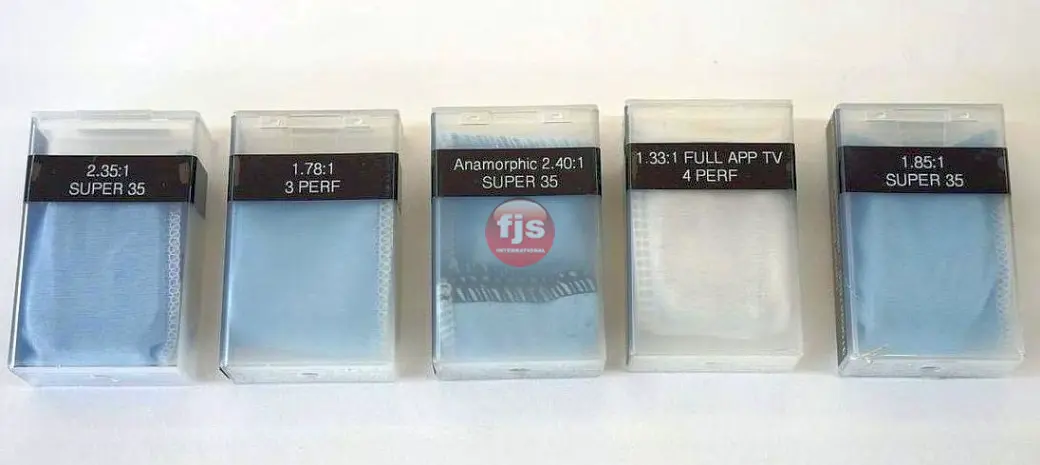 2.35:1
SUPER 35
1.78:1
3 PERF
Anamorphic 2.40:1
SUPER 35
fjs
INTERNATIONAL
1.33:1 FULL APP TV
4 PERF
1.85:1
SUPER 35